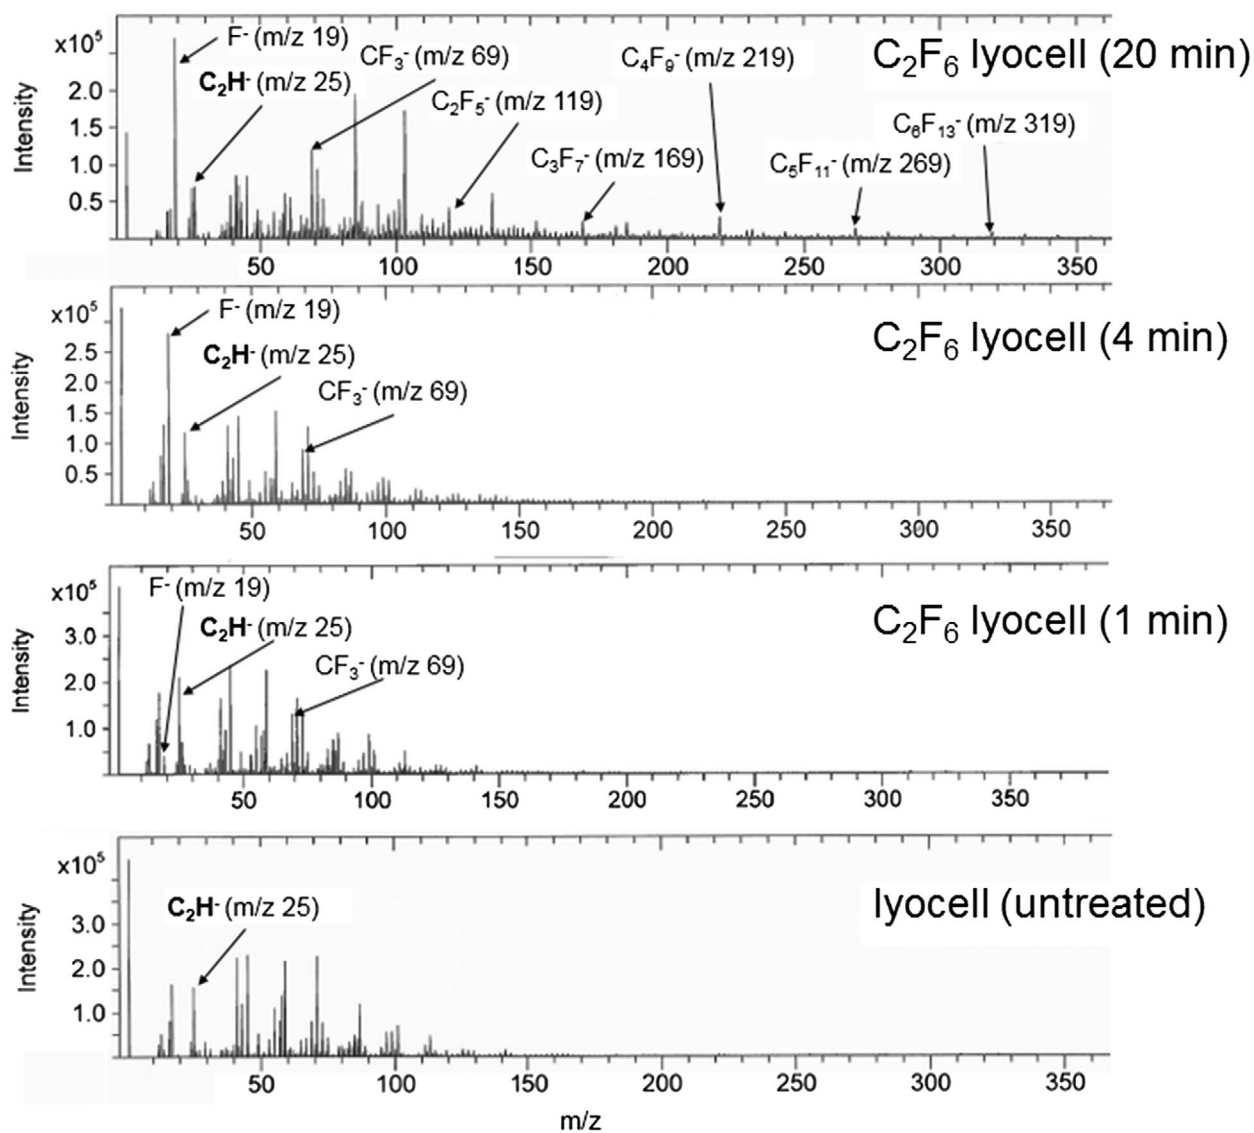 C2F6 lyocell (20 min)
x10⁵
Intensity
2.0
1.5
1.0
0.5
F- (m/z 19)
C2H- (m/z 25)
CF3- (m/z 69)
C2F5- (m/z 119)
C3F7- (m/z 169)
C4F9- (m/z 219)
C5F11- (m/z 269)
C6F13- (m/z 319)
50 100 150 200 250 300 350
C2F6 lyocell (4 min)
x10⁵
Intensity
2.5
2.0
1.5
1.0
0.5
F- (m/z 19)
C2H- (m/z 25)
CF3- (m/z 69)
50 100 150 200 250 300 350
C2F6 lyocell (1 min)
x10⁵
Intensity
3.0
2.0
1.0
F- (m/z 19)
C2H- (m/z 25)
CF3- (m/z 69)
50 100 150 200 250 300 350
lyocell (untreated)
x10⁵
Intensity
3.0
2.0
1.0
C2H- (m/z 25)
50 100 150 200 250 300 350
m/z